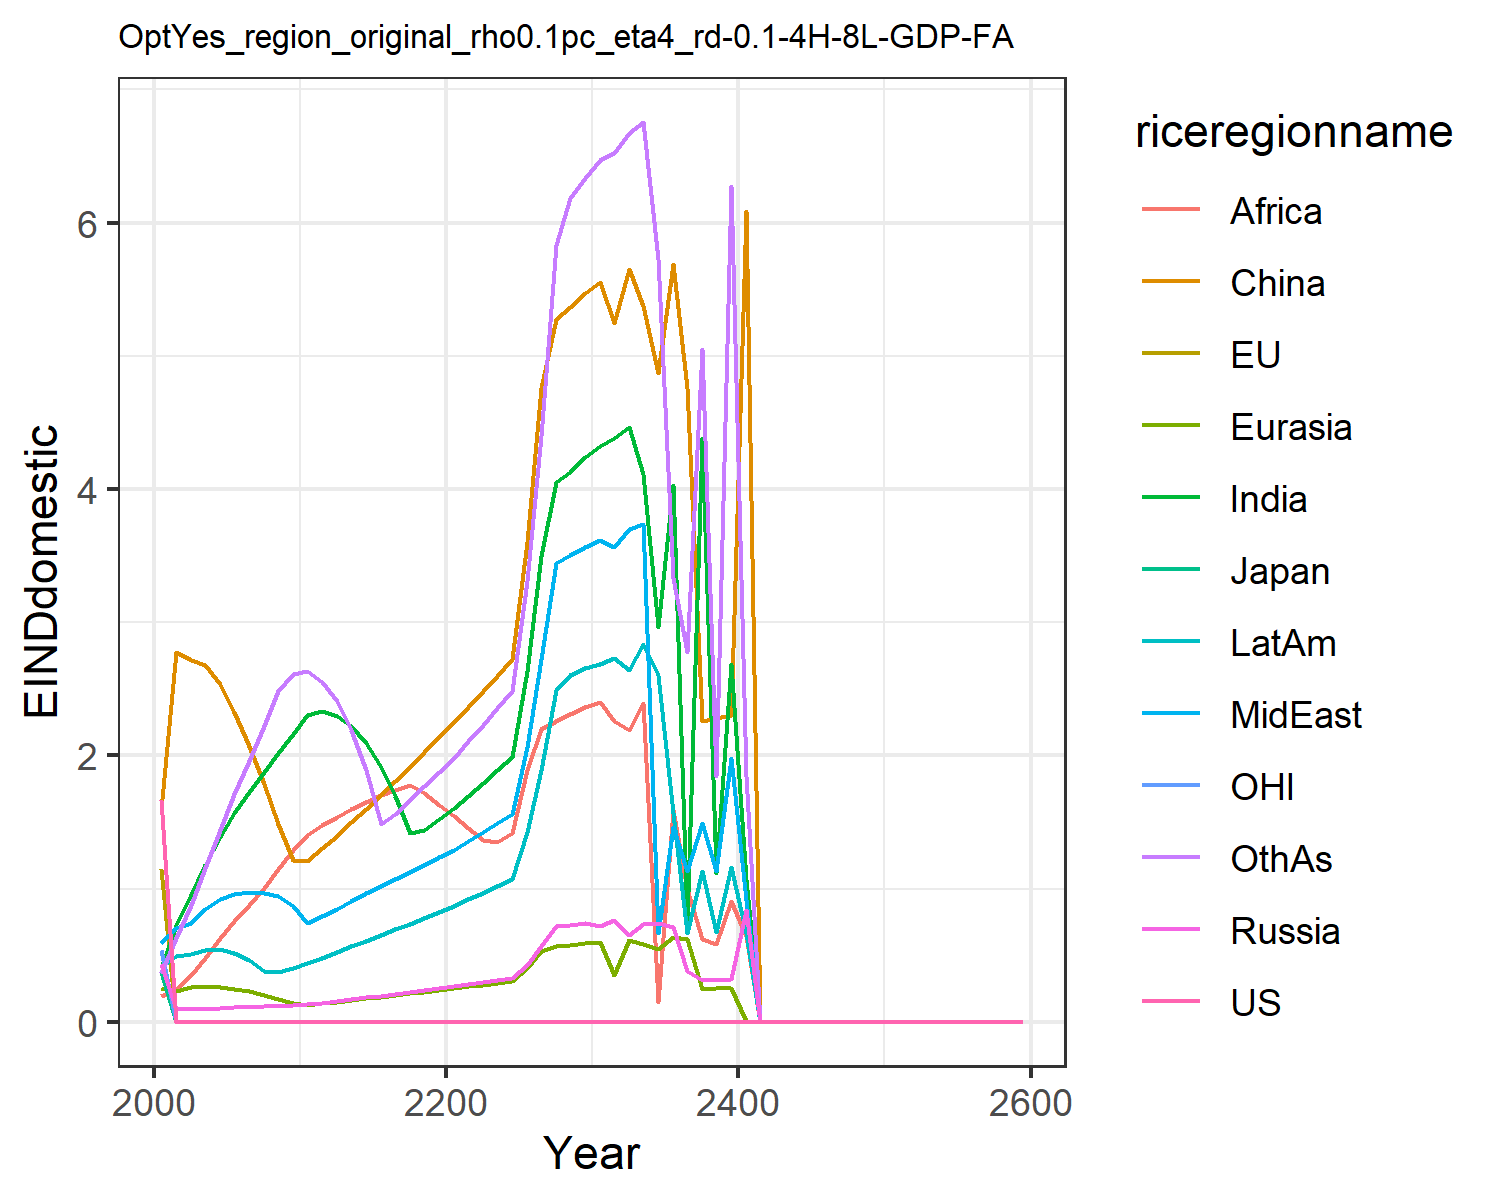 OptYes_region_original_rho0.1pc_eta4_rd-0.1-4H-8L-GDP-FA
EINDdomestic
6
4
2
0
2000 2200 2400 2600
Year
riceregionname
Africa
China
EU
Eurasia
India
Japan
LatAm
MidEast
OHI
OthAs
Russia
US